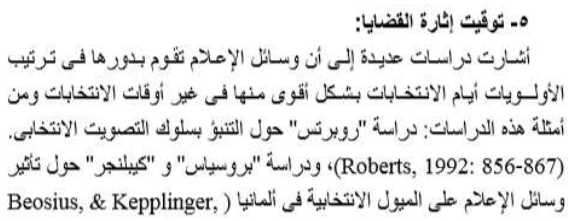 ٥- توقيت إثارة القضايا:
أشارت دراسات عديدة إلى أن وسائل الإعلام تقوم بدورها فى ترتيب
الأولــويات أيام الانتخابات بشكل أقوى منها فى غير أوقات الانتخابات ومن
أمثلة هذه الدراسات: دراسة "روبرتس" حول التنبؤ بسلوك التصويت الانتخابى.
(Roberts, 1992: 856-867)، ودراسة "بروسياس" و "كيبلنجر" حول تأثير
وسائل الإعلام على الميول الانتخابية فى ألمانيا ( Beosius, & Kepplinger,